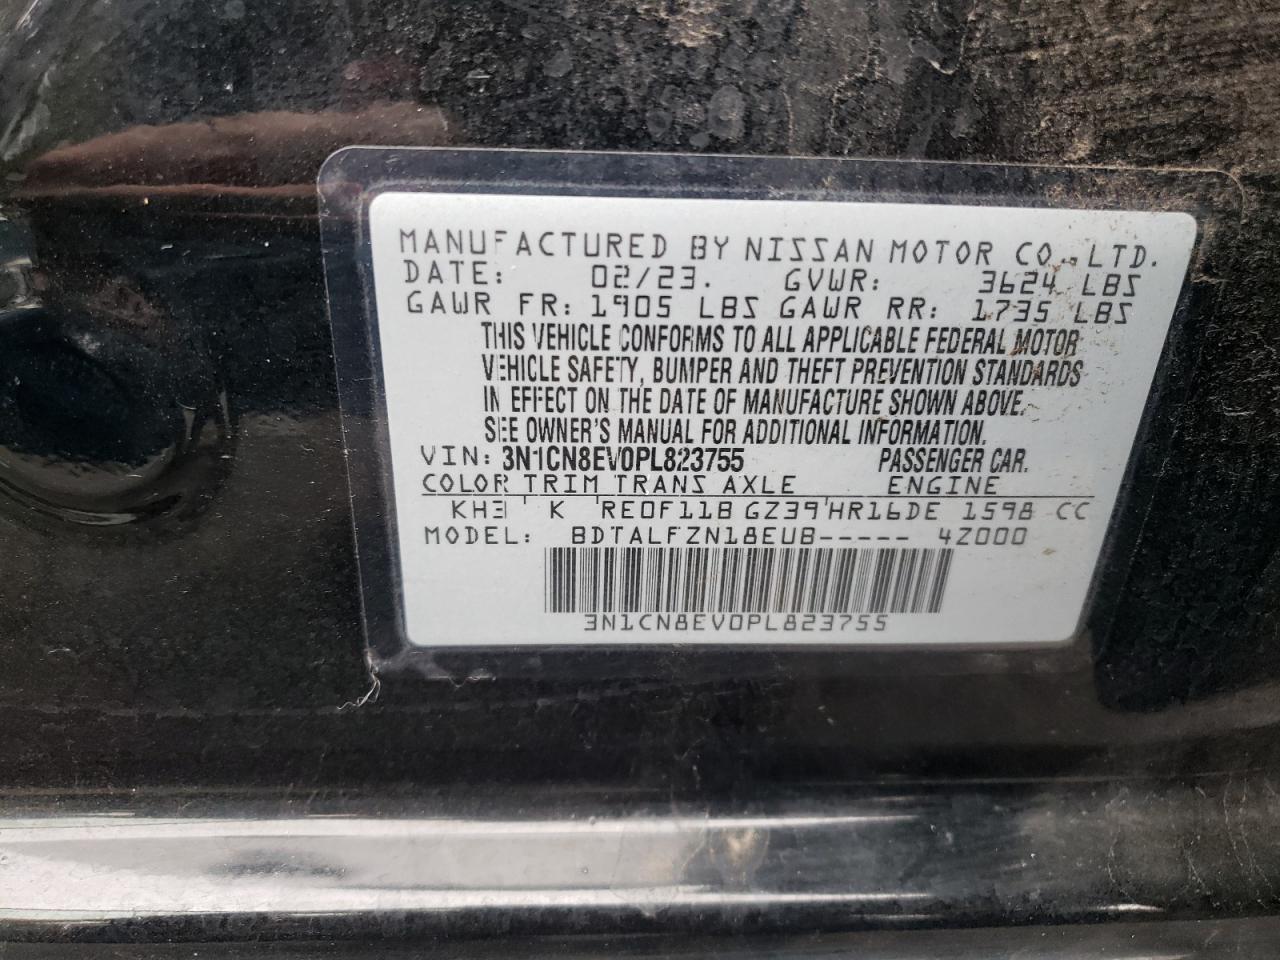 MANUFACTURED BY NISSAN MOTOR CO., LTD.
DATE: 02/23. GVWR: 3624 LBS
GAWR FR: 1905 LBS GAWR RR: 1735 LBS
THIS VEHICLE CONFORMS TO ALL APPLICABLE FEDERAL MOTOR
VEHICLE SAFETY, BUMPER AND THEFT PREVENTION STANDARDS
IN EFFECT ON THE DATE OF MANUFACTURE SHOWN ABOVE.
SEE OWNER'S MANUAL FOR ADDITIONAL INFORMATION.
VIN: 3N1CN8EV0PL823755 PASSENGER CAR.
COLOR TRIM TRANS AXLE ENGINE
KH3 K RE0F11B GZ39 HR16DE 1598 CC
MODEL: BDTALFZN18EUB----- 4Z000
3N1CN8EV0PL823755